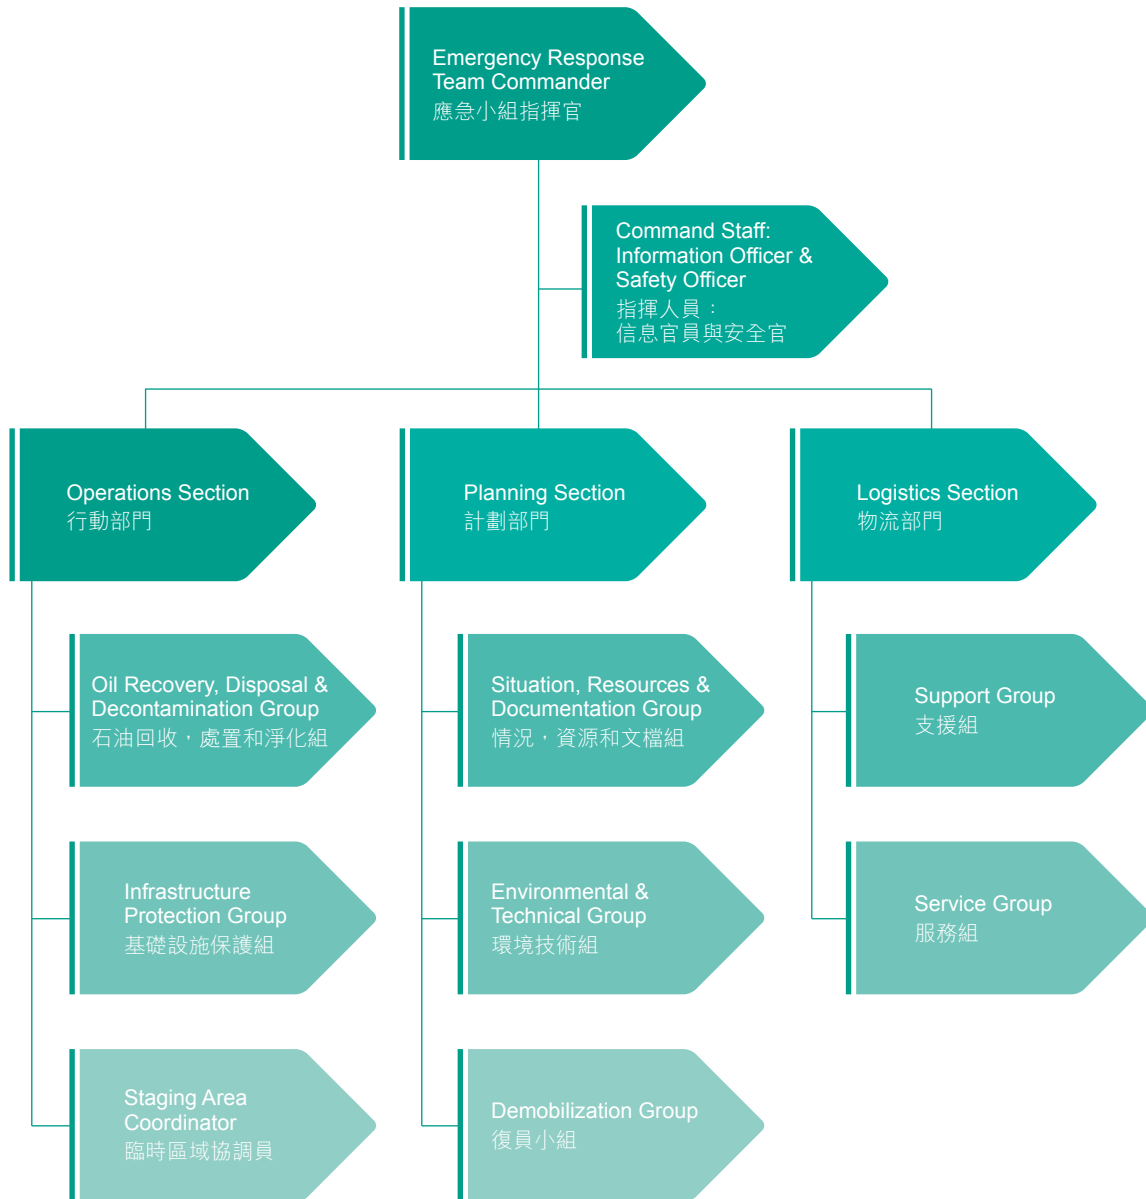 Emergency Response
Team Commander
應急小組指揮官
Command Staff:
Information Officer &
Safety Officer
指揮人員：
信息官員與安全官
Operations Section
行動部門
Planning Section
計劃部門
Logistics Section
物流部門
Oil Recovery, Disposal &
Decontamination Group
石油回收，處置和淨化組
Situation, Resources &
Documentation Group
情況，資源和文檔組
Support Group
支援組
Infrastructure
Protection Group
基礎設施保護組
Environmental &
Technical Group
環境技術組
Service Group
服務組
Staging Area
Coordinator
臨時區域協調員
Demobilization Group
復員小組